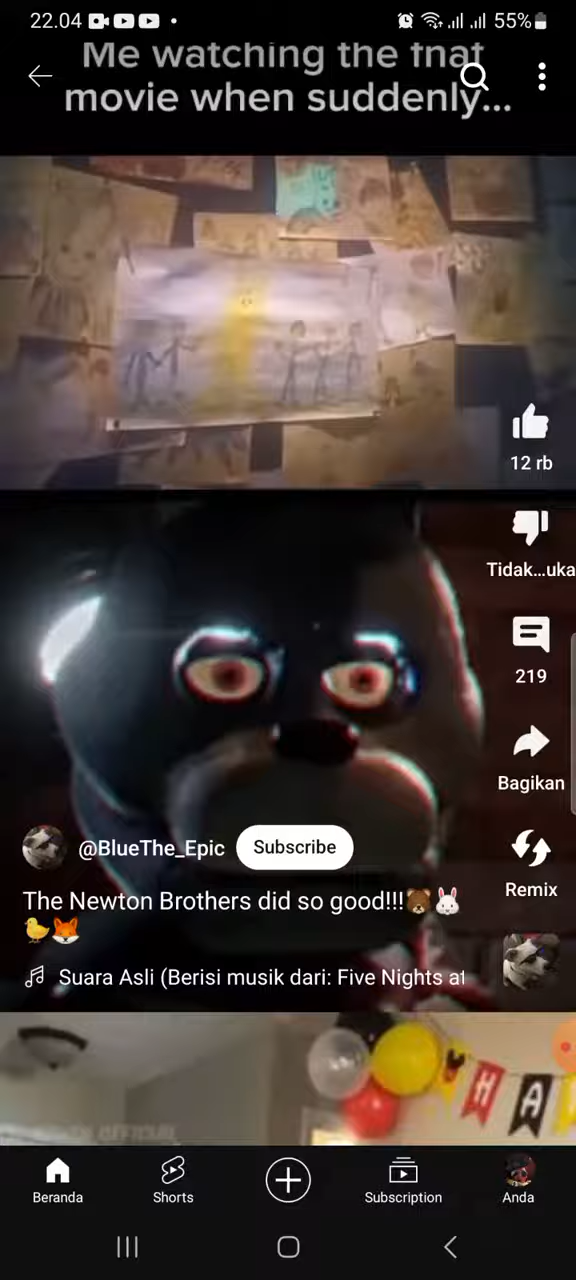 22.04
55%
Me watching the fnaf
movie when suddenly...
12 rb
Tidak...uka
219
Bagikan
@BlueThe_Epic
Subscribe
The Newton Brothers did so good!!!🐻🐰
🐤🦊
Remix
Suara Asli (Berisi musik dari: Five Nights at
HA
Beranda
Shorts
Subscription
Anda